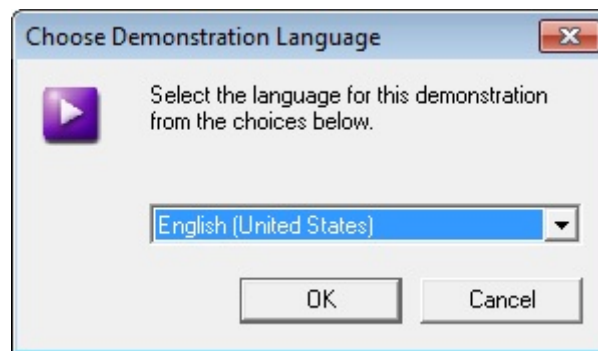 Choose Demonstration Language
Select the language for this demonstration
from the choices below.
English (United States)
OK
Cancel